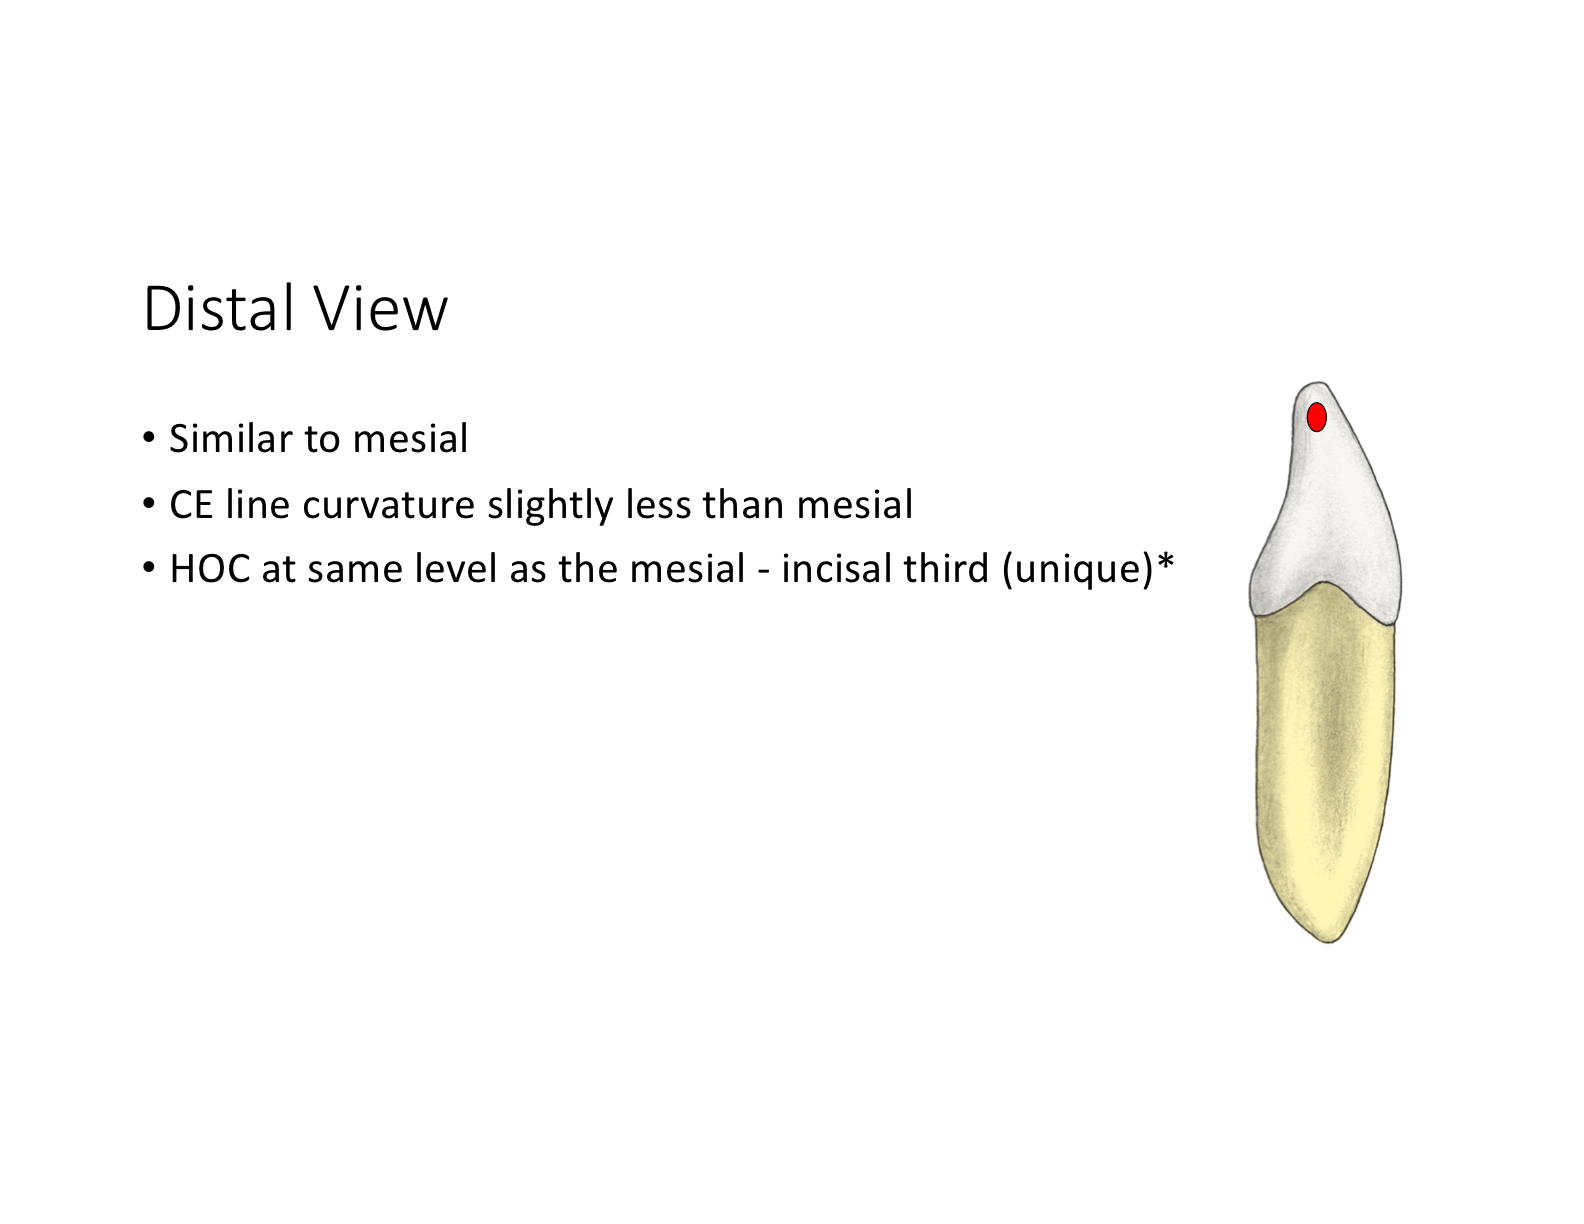 Distal View
• Similar to mesial
• CE line curvature slightly less than mesial
• HOC at same level as the mesial - incisal third (unique)*